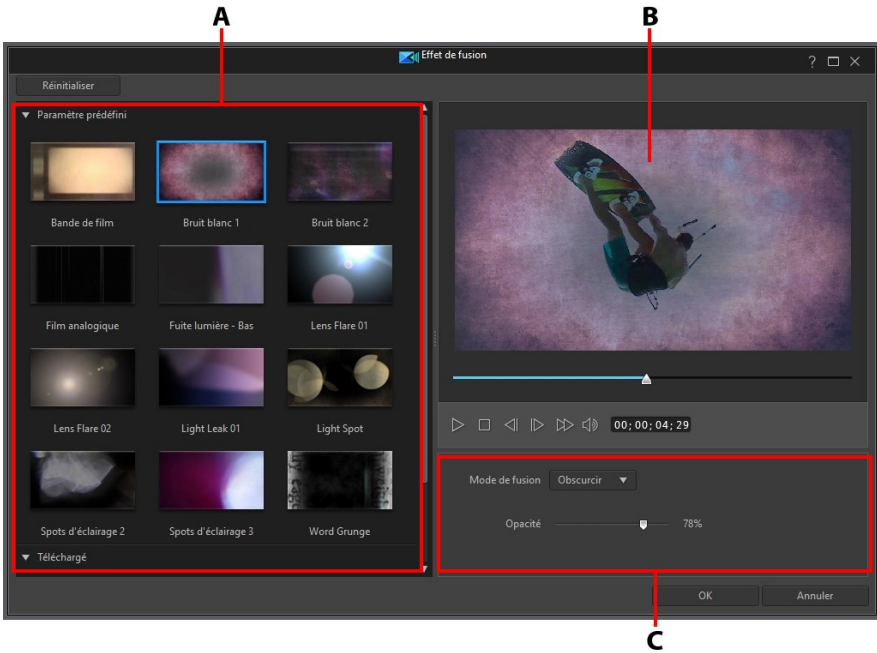 A
B
Effet de fusion
?
Réinitialiser
Paramètre prédéfini
Bande de film
Bruit blanc 1
Bruit blanc 2
Film analogique
Fuite lumière - Bas
Lens Flare 01
Lens Flare 02
Light Leak 01
Light Spot
Spots d'éclairage 2
Spots d'éclairage 3
Word Grunge
Téléchargé
00;00;04;29
Mode de fusion Obscurcir
Opacité 78%
OK
Annuler
C